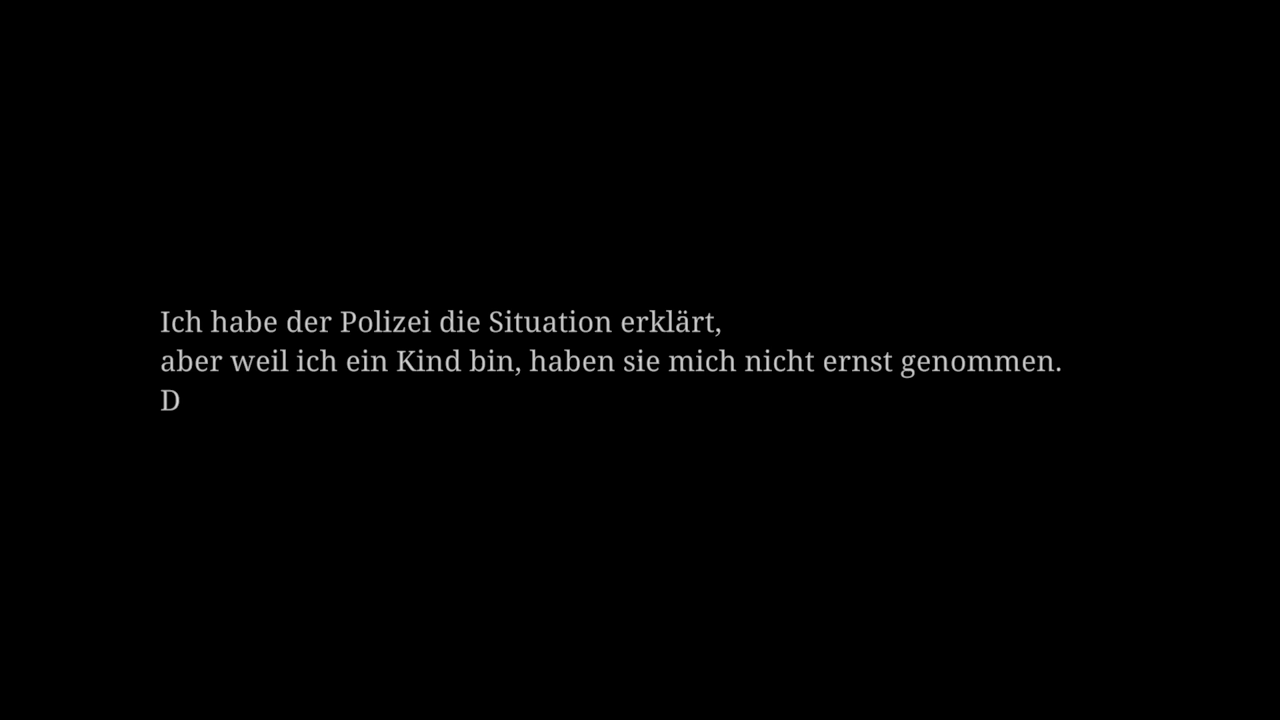 Ich habe der Polizei die Situation erklärt,
aber weil ich ein Kind bin, haben sie mich nicht ernst genommen.
D